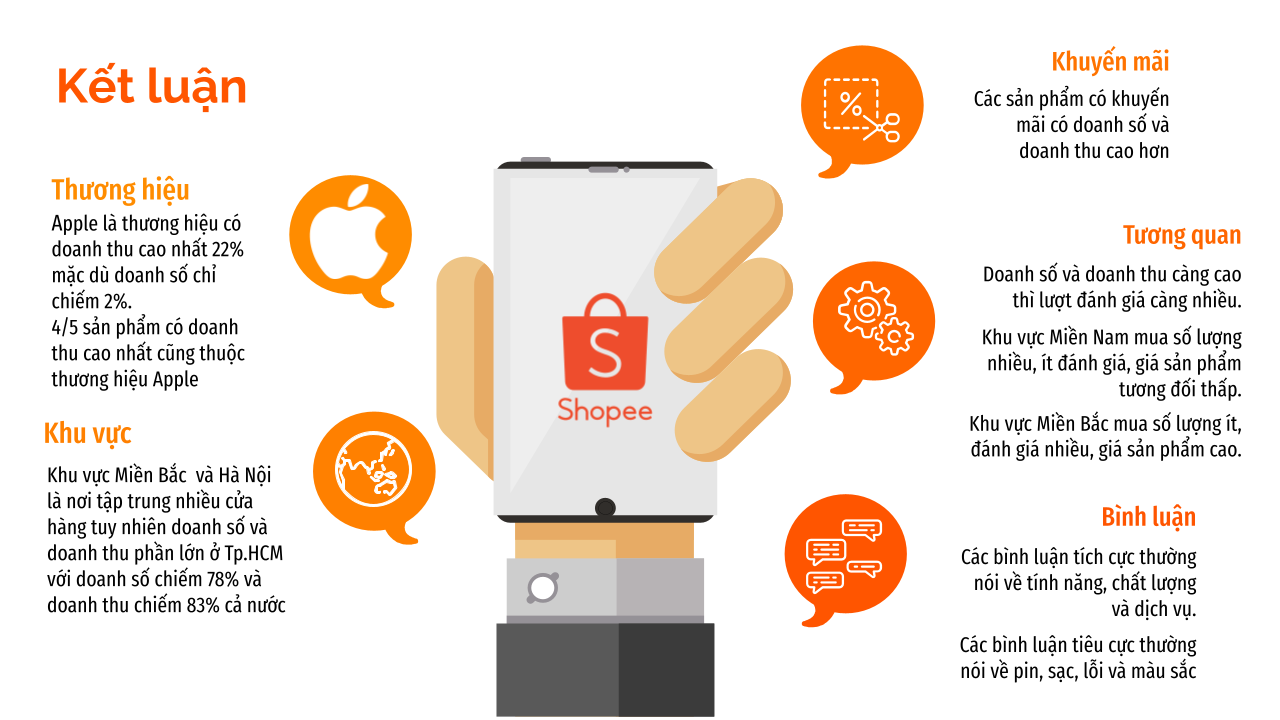 Kết luận
Thương hiệu
Apple là thương hiệu có
doanh thu cao nhất 22%
mặc dù doanh số chỉ
chiếm 2%.
4/5 sản phẩm có doanh
thu cao nhất cũng thuộc
thương hiệu Apple
Khu vực
Khu vực Miền Bắc và Hà Nội
là nơi tập trung nhiều cửa
hàng tuy nhiên doanh số và
doanh thu phần lớn ở Tp.HCM
với doanh số chiếm 78% và
doanh thu chiếm 83% cả nước
S
Shopee
%
Khuyến mãi
Các sản phẩm có khuyến
mãi có doanh số và
doanh thu cao hơn
Tương quan
Doanh số và doanh thu càng cao
thì lượt đánh giá càng nhiều.
Khu vực Miền Nam mua số lượng
nhiều, ít đánh giá, giá sản phẩm
tương đối thấp.
Khu vực Miền Bắc mua số lượng ít,
đánh giá nhiều, giá sản phẩm cao.
Bình luận
Các bình luận tích cực thường
nói về tính năng, chất lượng
và dịch vụ.
Các bình luận tiêu cực thường
nói về pin, sạc, lỗi và màu sắc